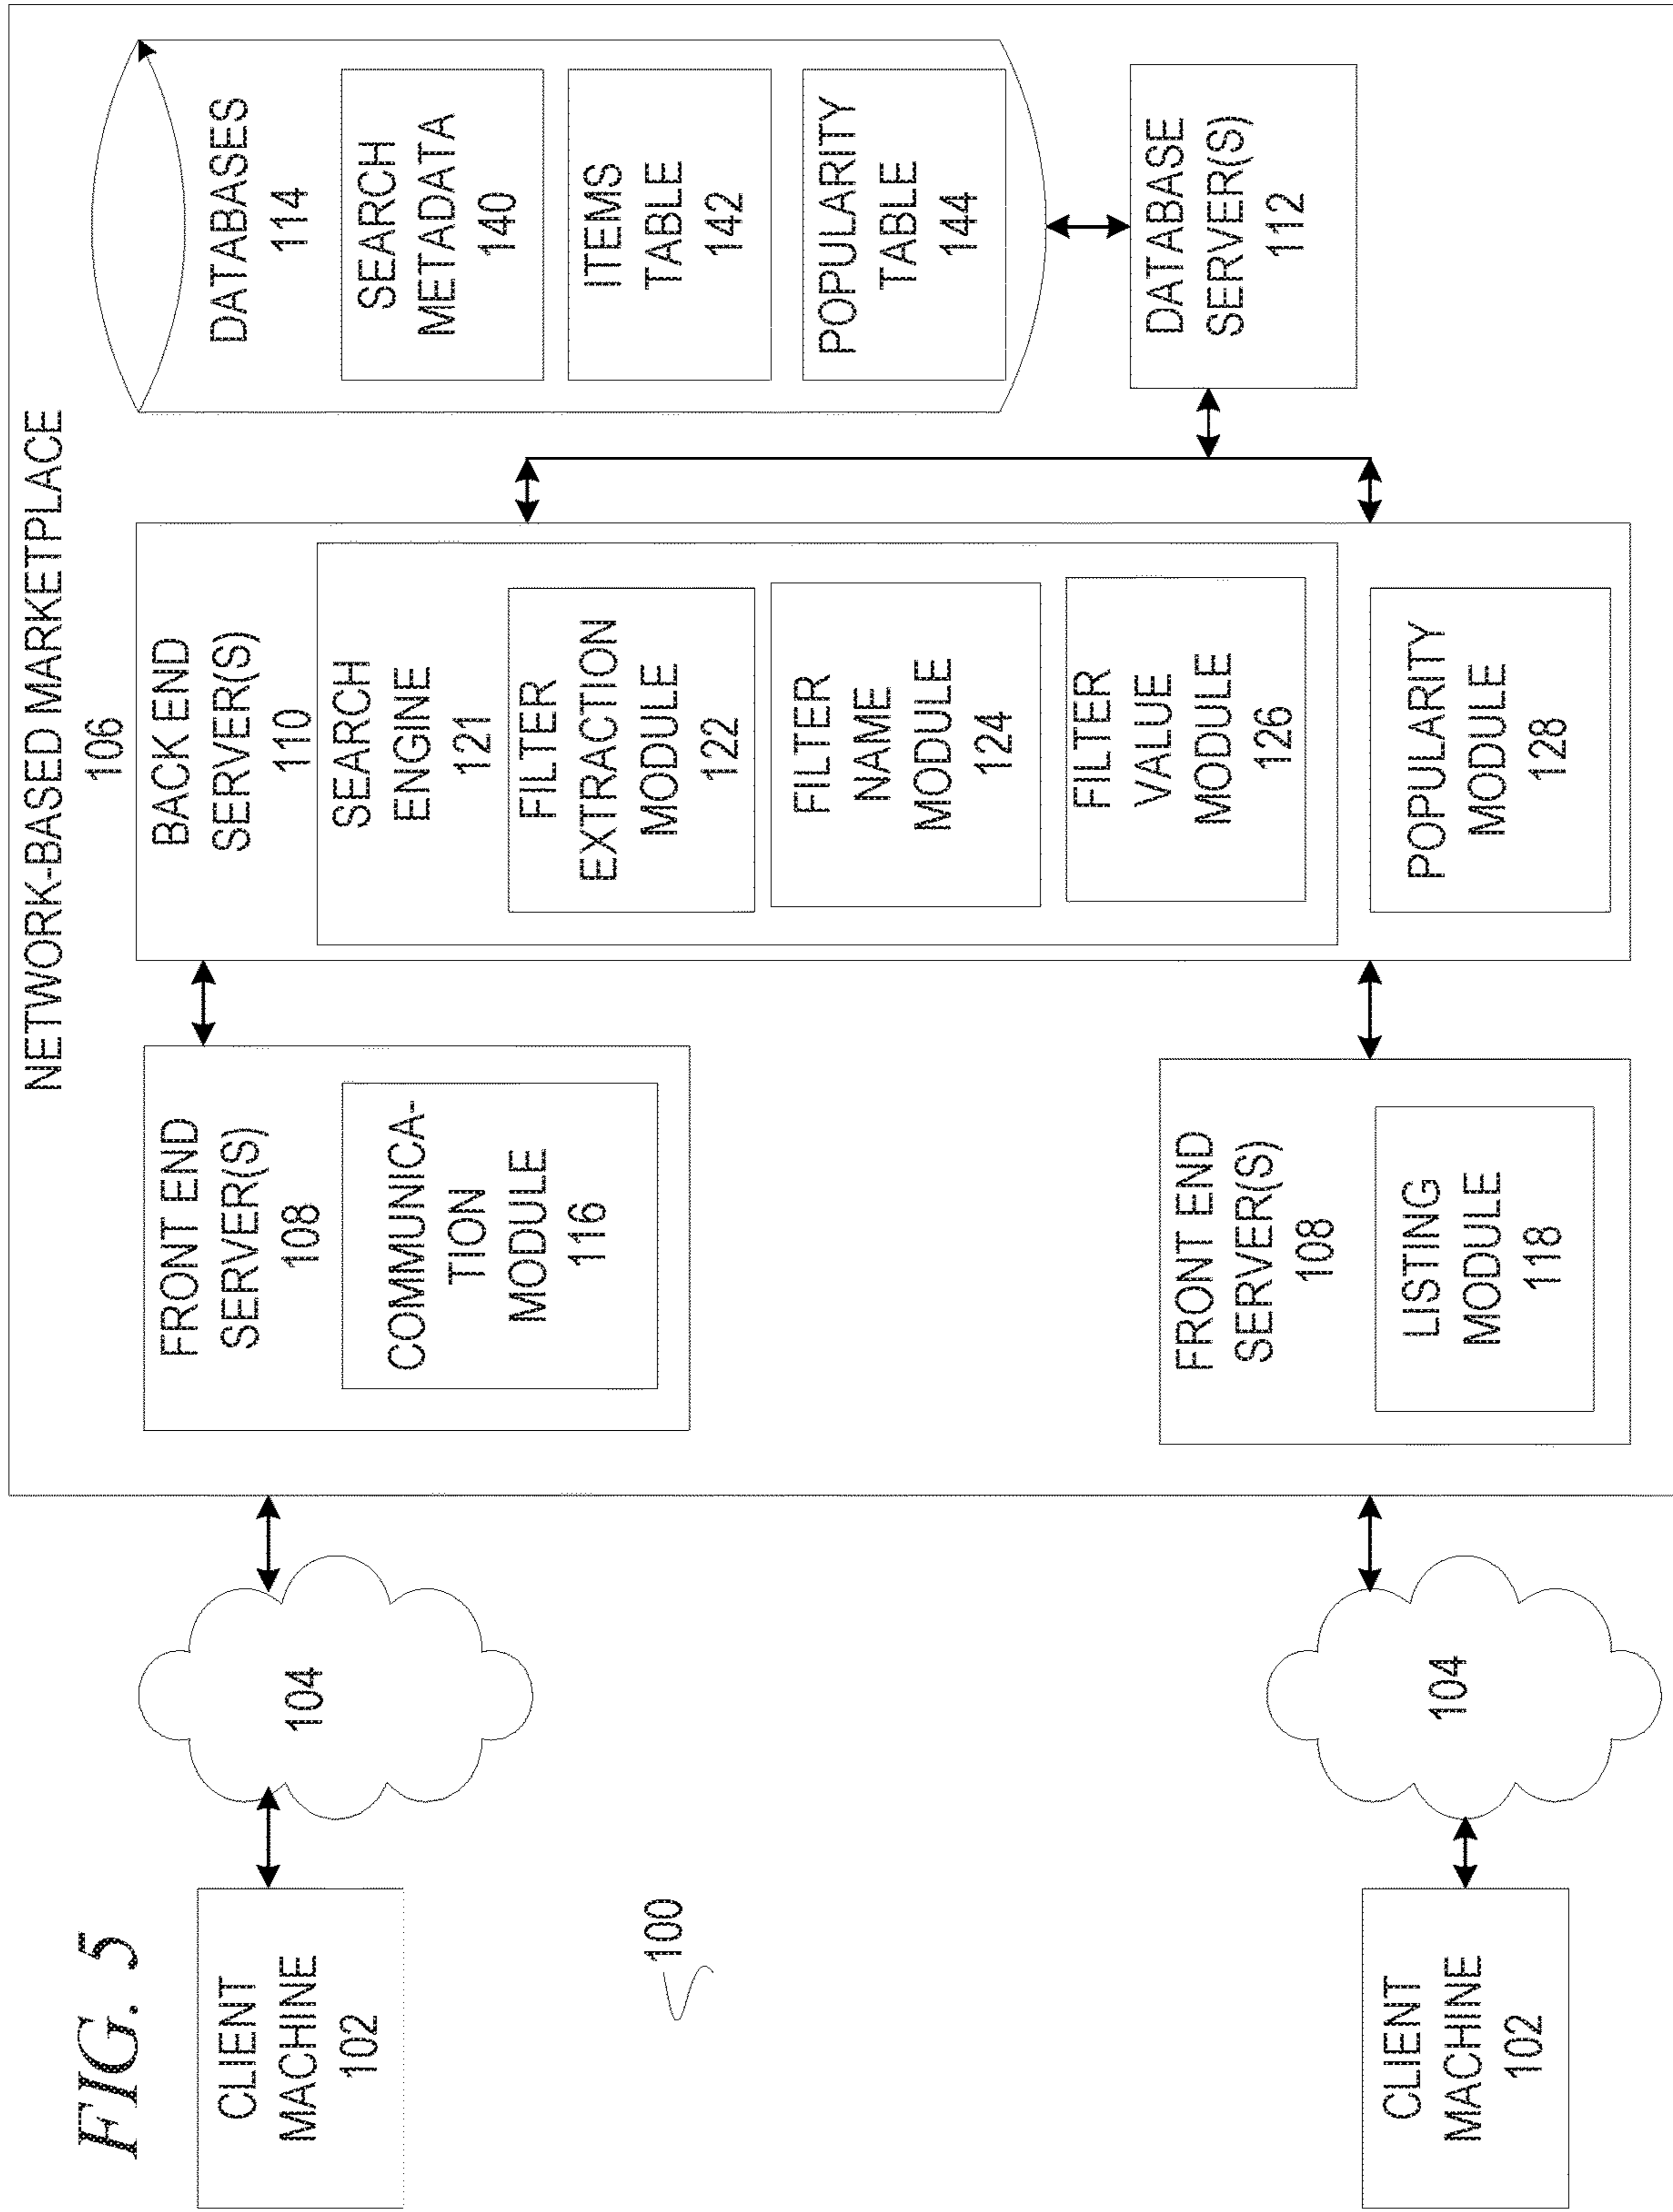 FIG. 5
NETWORK-BASED MARKETPLACE
106
CLIENT
MACHINE
102
104
FRONT END
SERVER(S)
108
COMMUNICA-
TION
MODULE
116
BACK END
SERVER(S)
110
SEARCH
ENGINE
121
FILTER
EXTRACTION
MODULE
122
FILTER
NAME
MODULE
124
FILTER
VALUE
MODULE
126
POPULARITY
MODULE
128
DATABASES
114
SEARCH
METADATA
140
ITEMS
TABLE
142
POPULARITY
TABLE
144
DATABASE
SERVER(S)
112
100
CLIENT
MACHINE
102
104
FRONT END
SERVER(S)
108
LISTING
MODULE
118